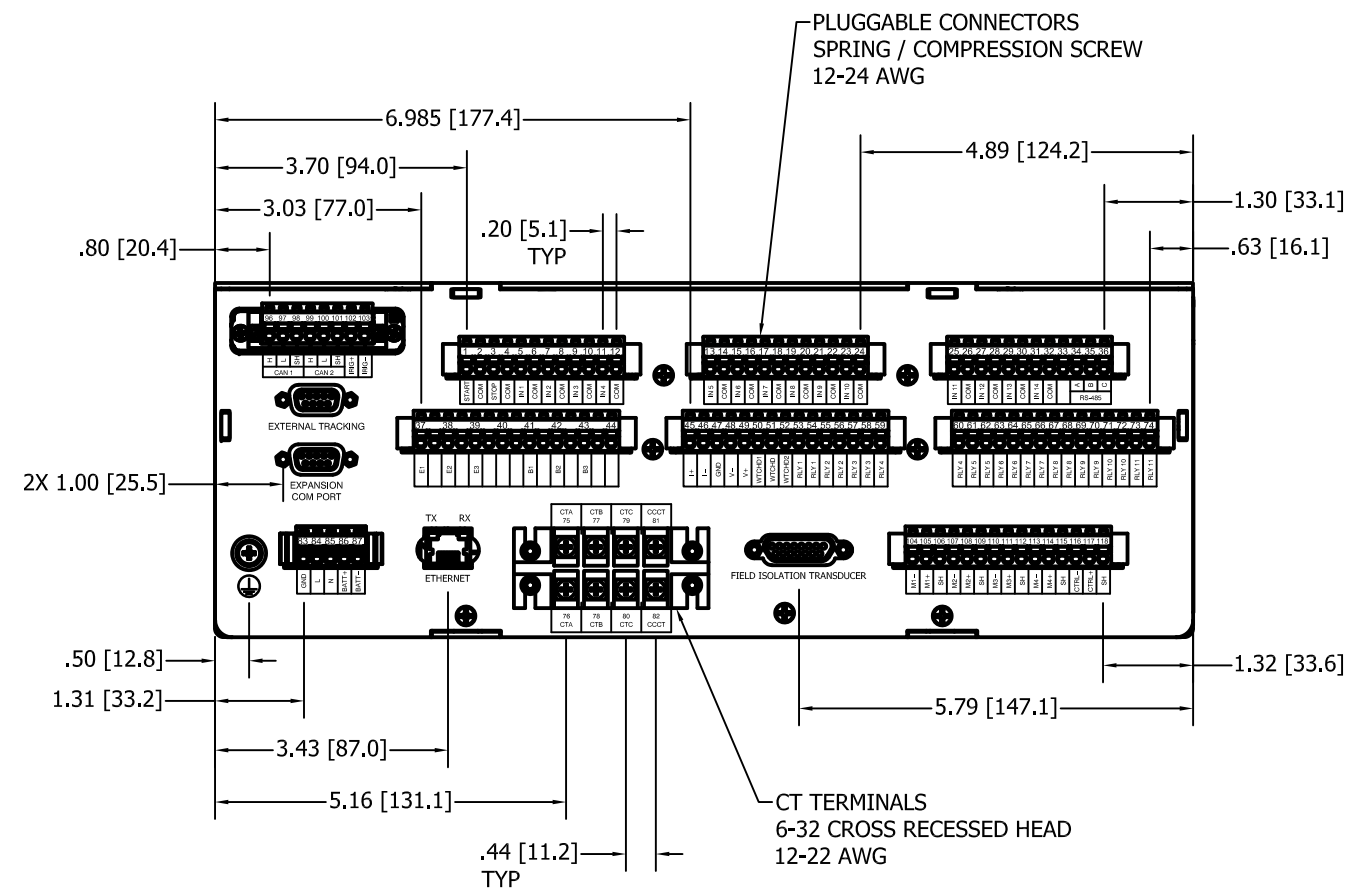 PLUGGABLE CONNECTORS
SPRING / COMPRESSION SCREW
12-24 AWG
6.985 [177.4]
4.89 [124.2]
3.70 [94.0]
1.30 [33.1]
3.03 [77.0]
.20 [5.1]
TYP
.80 [20.4]
.63 [16.1]
96 97 98 99 100 101 102 103
H L SH H L SH IRIG+ IRIG-
CAN 1 CAN 2
1 2 3 4 5 6 7 8 9 10 11 12
START COM STOP COM IN 1 COM IN 2 COM IN 3 COM IN 4 COM
13 14 15 16 17 18 19 20 21 22 23 24
IN 5 COM IN 6 COM IN 7 COM IN 8 COM IN 9 COM IN 10 COM
25 26 27 28 29 30 31 32 33 34 35 36
IN 11 COM IN 12 COM IN 13 COM IN 14 COM A B C
RS-485
EXTERNAL TRACKING
37 38 39 40 41 42 43 44
E1 E2 E3 B1 B2 B3
45 46 47 48 49 50 51 52 53 54 55 56 57 58 59
I+ I- GND V- V+ WTCHD1 WTCHD WTCHD2 RLY 1 RLY 1 RLY 2 RLY 2 RLY 3 RLY 3 RLY 4
60 61 62 63 64 65 66 67 68 69 70 71 72 73 74
RLY 4 RLY 5 RLY 5 RLY 6 RLY 6 RLY 7 RLY 7 RLY 8 RLY 8 RLY 9 RLY 9 RLY 10 RLY 10 RLY 11 RLY 11
2X 1.00 [25.5]
EXPANSION
COM PORT
83 84 85 86 87
GND L N BATT+ BATT-
TX RX
ETHERNET
CTA CTB CTC CCCT
75 77 79 81
76 78 80 82
CTA CTB CTC CCCT
FIELD ISOLATION TRANSDUCER
104 105 106 107 108 109 110 111 112 113 114 115 116 117 118
M1- M1+ SH M2- M2+ SH M3- M3+ SH M4- M4+ SH CTRL- CTRL+ SH
.50 [12.8]
1.32 [33.6]
1.31 [33.2]
5.79 [147.1]
3.43 [87.0]
5.16 [131.1]
CT TERMINALS
6-32 CROSS RECESSED HEAD
12-22 AWG
.44 [11.2]
TYP